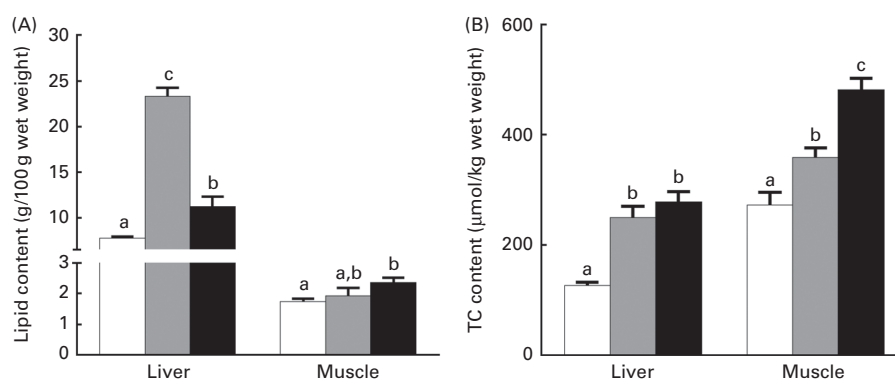 (A)
Lipid content (g/100 g wet weight)
30
25
20
15
10
3
2
1
0
a
c
b
a
a,b
b
Liver
Muscle
(B)
TC content (µmol/kg wet weight)
600
400
200
0
a
b
b
a
b
c
Liver
Muscle